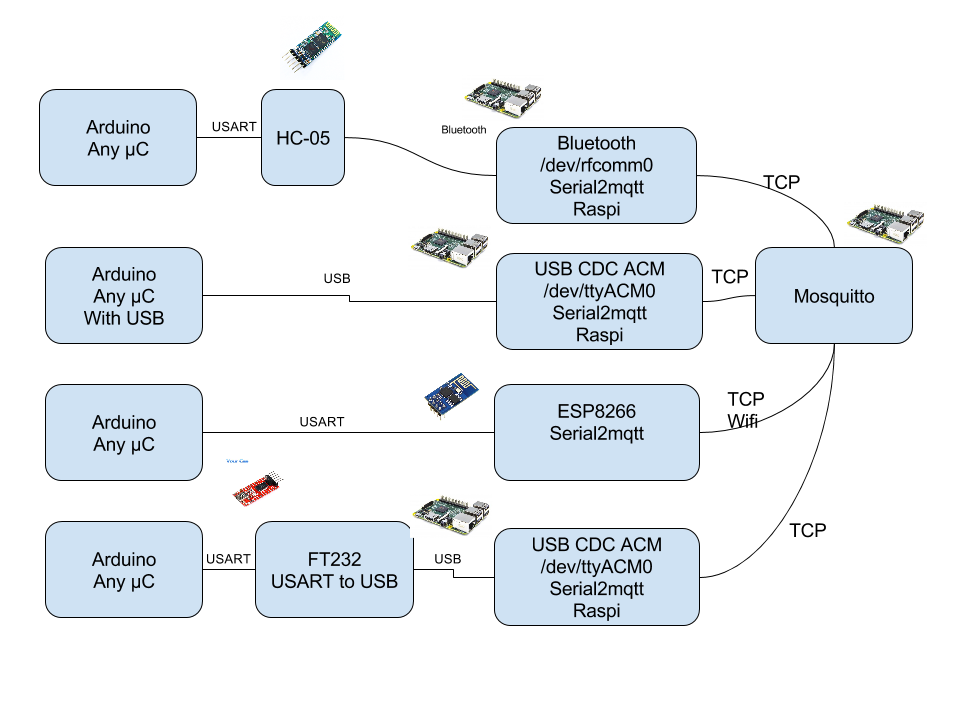 Arduino
Any µC
USART
HC-05
Bluetooth
Bluetooth
/dev/rfcomm0
Serial2mqtt
Raspi
TCP
Arduino
Any µC
With USB
USB
USB CDC ACM
/dev/ttyACM0
Serial2mqtt
Raspi
TCP
Mosquitto
Arduino
Any µC
USART
ESP8266
Serial2mqtt
TCP
Wifi
Your Gee
Arduino
Any µC
USART
FT232
USART to USB
USB
USB CDC ACM
/dev/ttyACM0
Serial2mqtt
Raspi
TCP